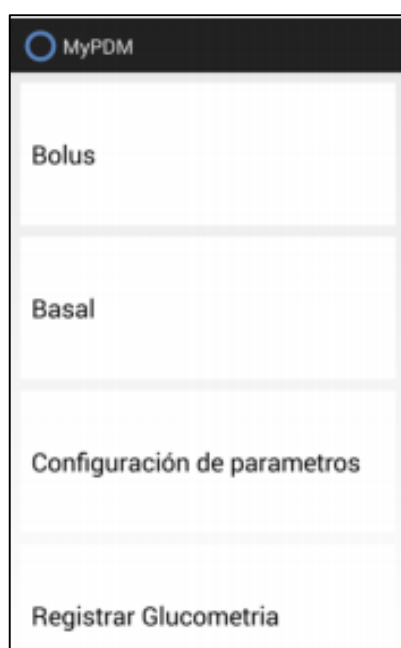 MyPDM
Bolus
Basal
Configuración de parametros
Registrar Glucometria